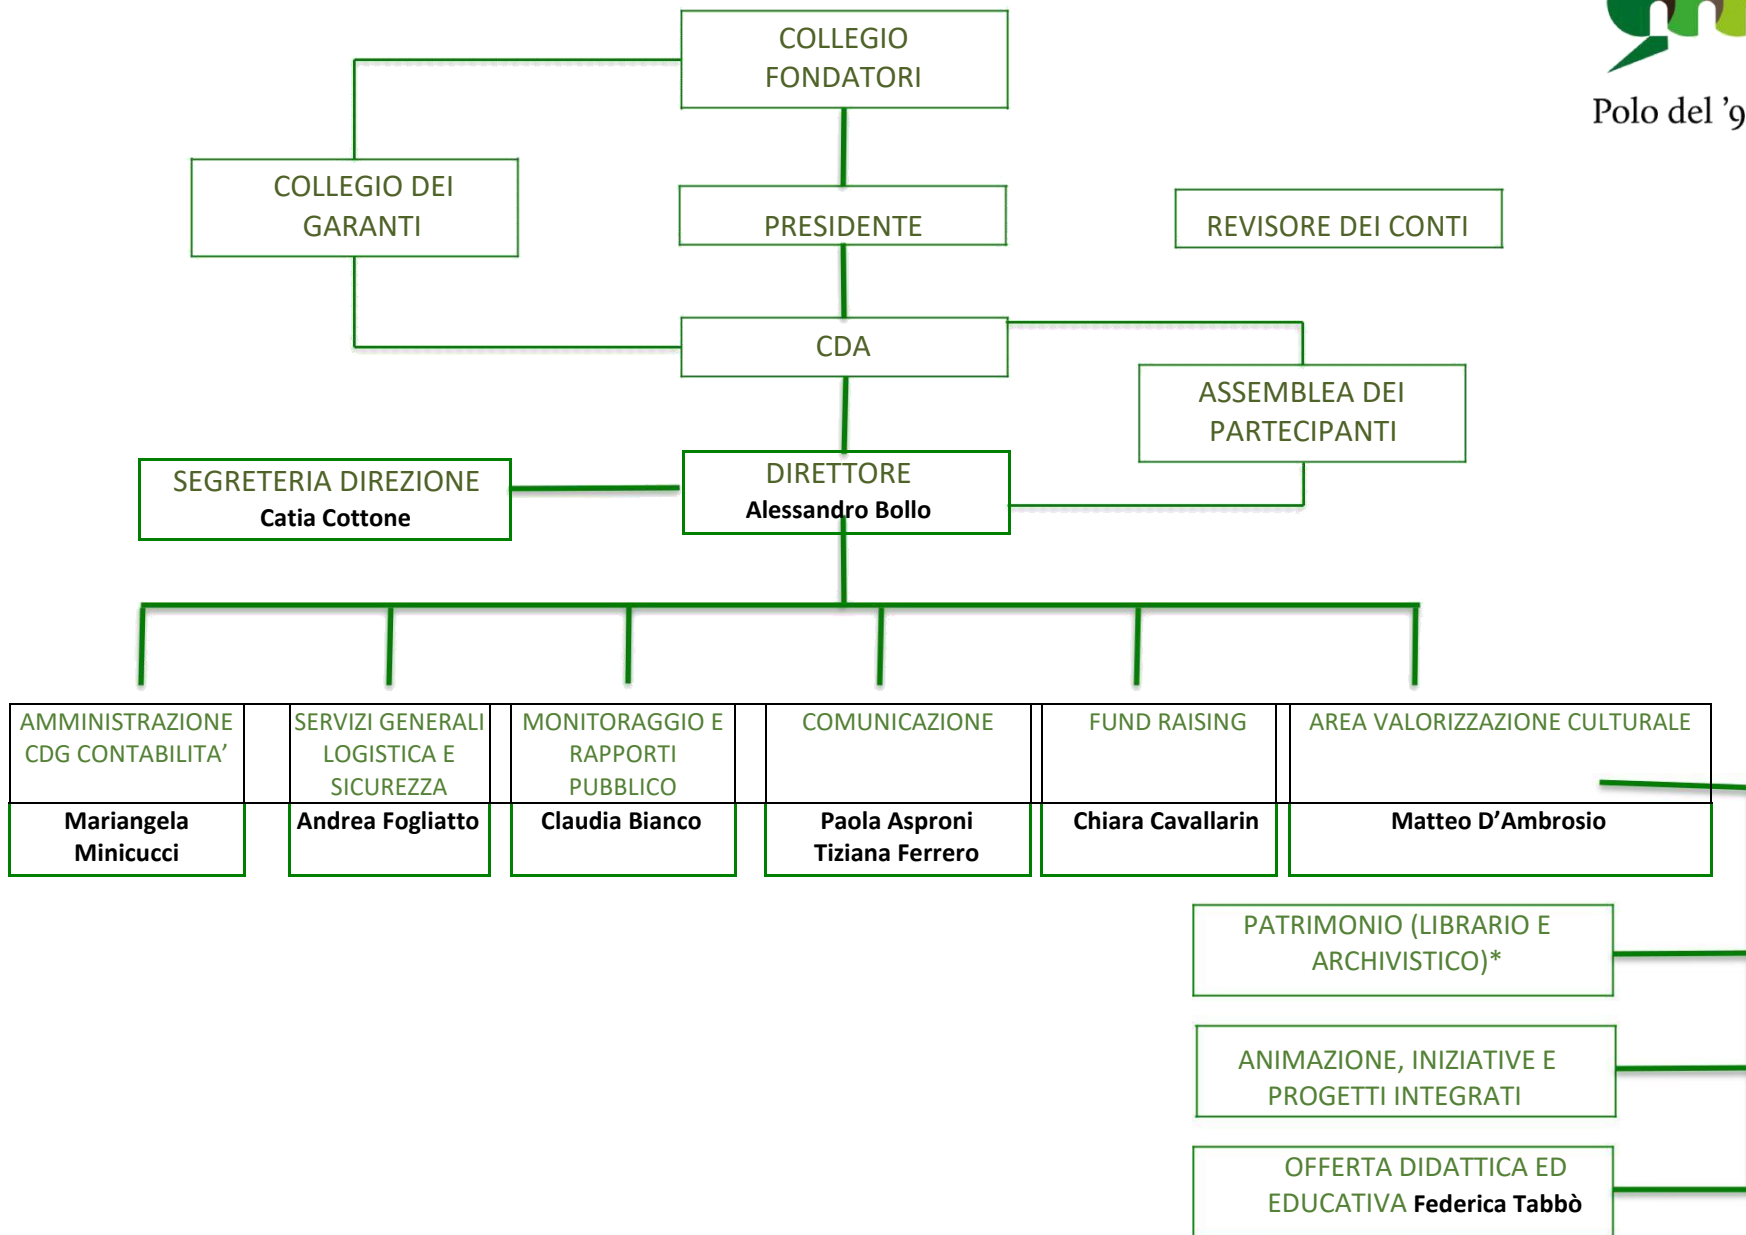 COLLEGIO
FONDATORI
Polo del '9
COLLEGIO DEI
GARANTI
PRESIDENTE
REVISORE DEI CONTI
CDA
ASSEMBLEA DEI
PARTECIPANTI
SEGRETERIA DIREZIONE
Catia Cottone
DIRETTORE
Alessandro Bollo
AMMINISTRAZIONE
CDG CONTABILITA’
Mariangela
Minicucci
SERVIZI GENERALI
LOGISTICA E
SICUREZZA
Andrea Fogliatto
MONITORAGGIO E
RAPPORTI
PUBBLICO
Claudia Bianco
COMUNICAZIONE
Paola Asproni
Tiziana Ferrero
FUND RAISING
Chiara Cavallarin
AREA VALORIZZAZIONE CULTURALE
Matteo D’Ambrosio
PATRIMONIO (LIBRARIO E
ARCHIVISTICO)*
ANIMAZIONE, INIZIATIVE E
PROGETTI INTEGRATI
OFFERTA DIDATTICA ED
EDUCATIVA Federica Tabbò